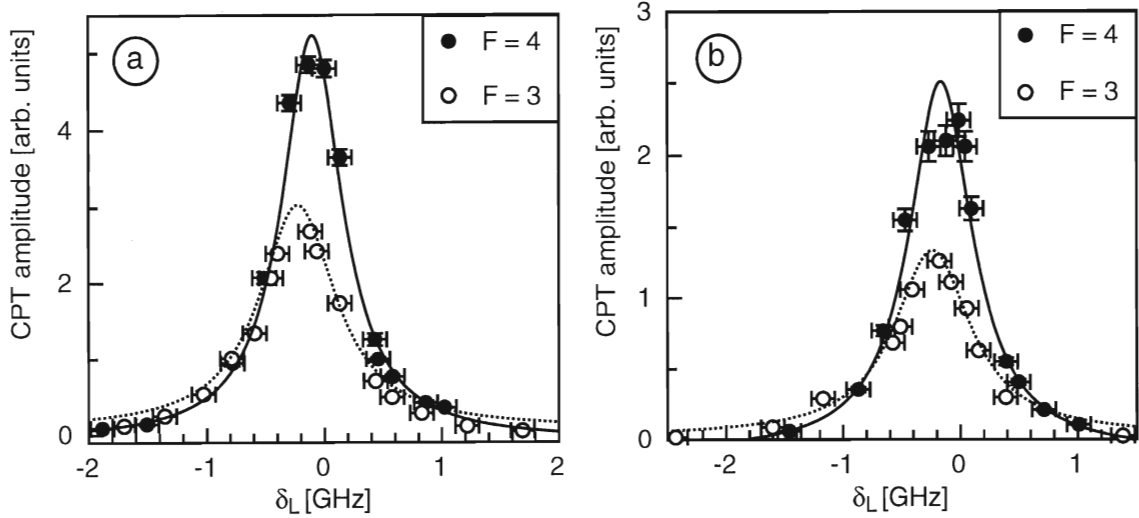 a
F = 4
F = 3
CPT amplitude [arb. units]
4
2
0
-2
-1
0
1
2
δL [GHz]
b
F = 4
F = 3
CPT amplitude [arb. units]
3
2
1
0
-2
-1
0
1
δL [GHz]